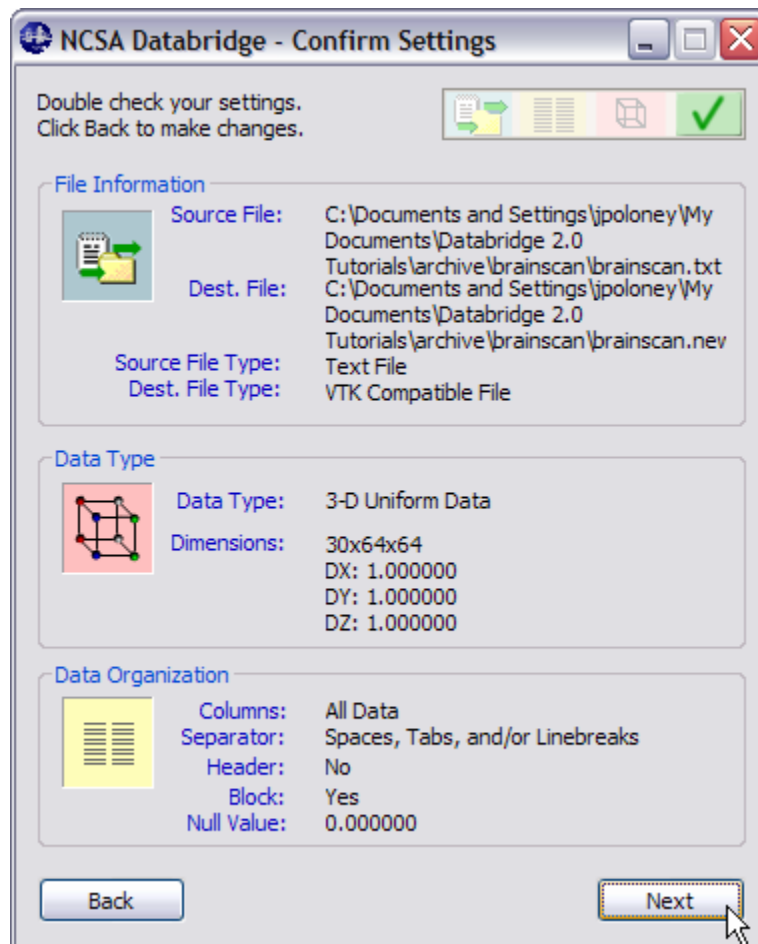 NCSA Databridge - Confirm Settings
Double check your settings.
Click Back to make changes.
File Information
Source File: C:\Documents and Settings\jpoloney\My
Documents\Databridge 2.0
Tutorials\archive\brainscan\brainscan.txt
Dest. File: C:\Documents and Settings\jpoloney\My
Documents\Databridge 2.0
Tutorials\archive\brainscan\brainscan.new
Source File Type: Text File
Dest. File Type: VTK Compatible File
Data Type
Data Type: 3-D Uniform Data
Dimensions: 30x64x64
DX: 1.000000
DY: 1.000000
DZ: 1.000000
Data Organization
Columns: All Data
Separator: Spaces, Tabs, and/or Linebreaks
Header: No
Block: Yes
Null Value: 0.000000
Back Next